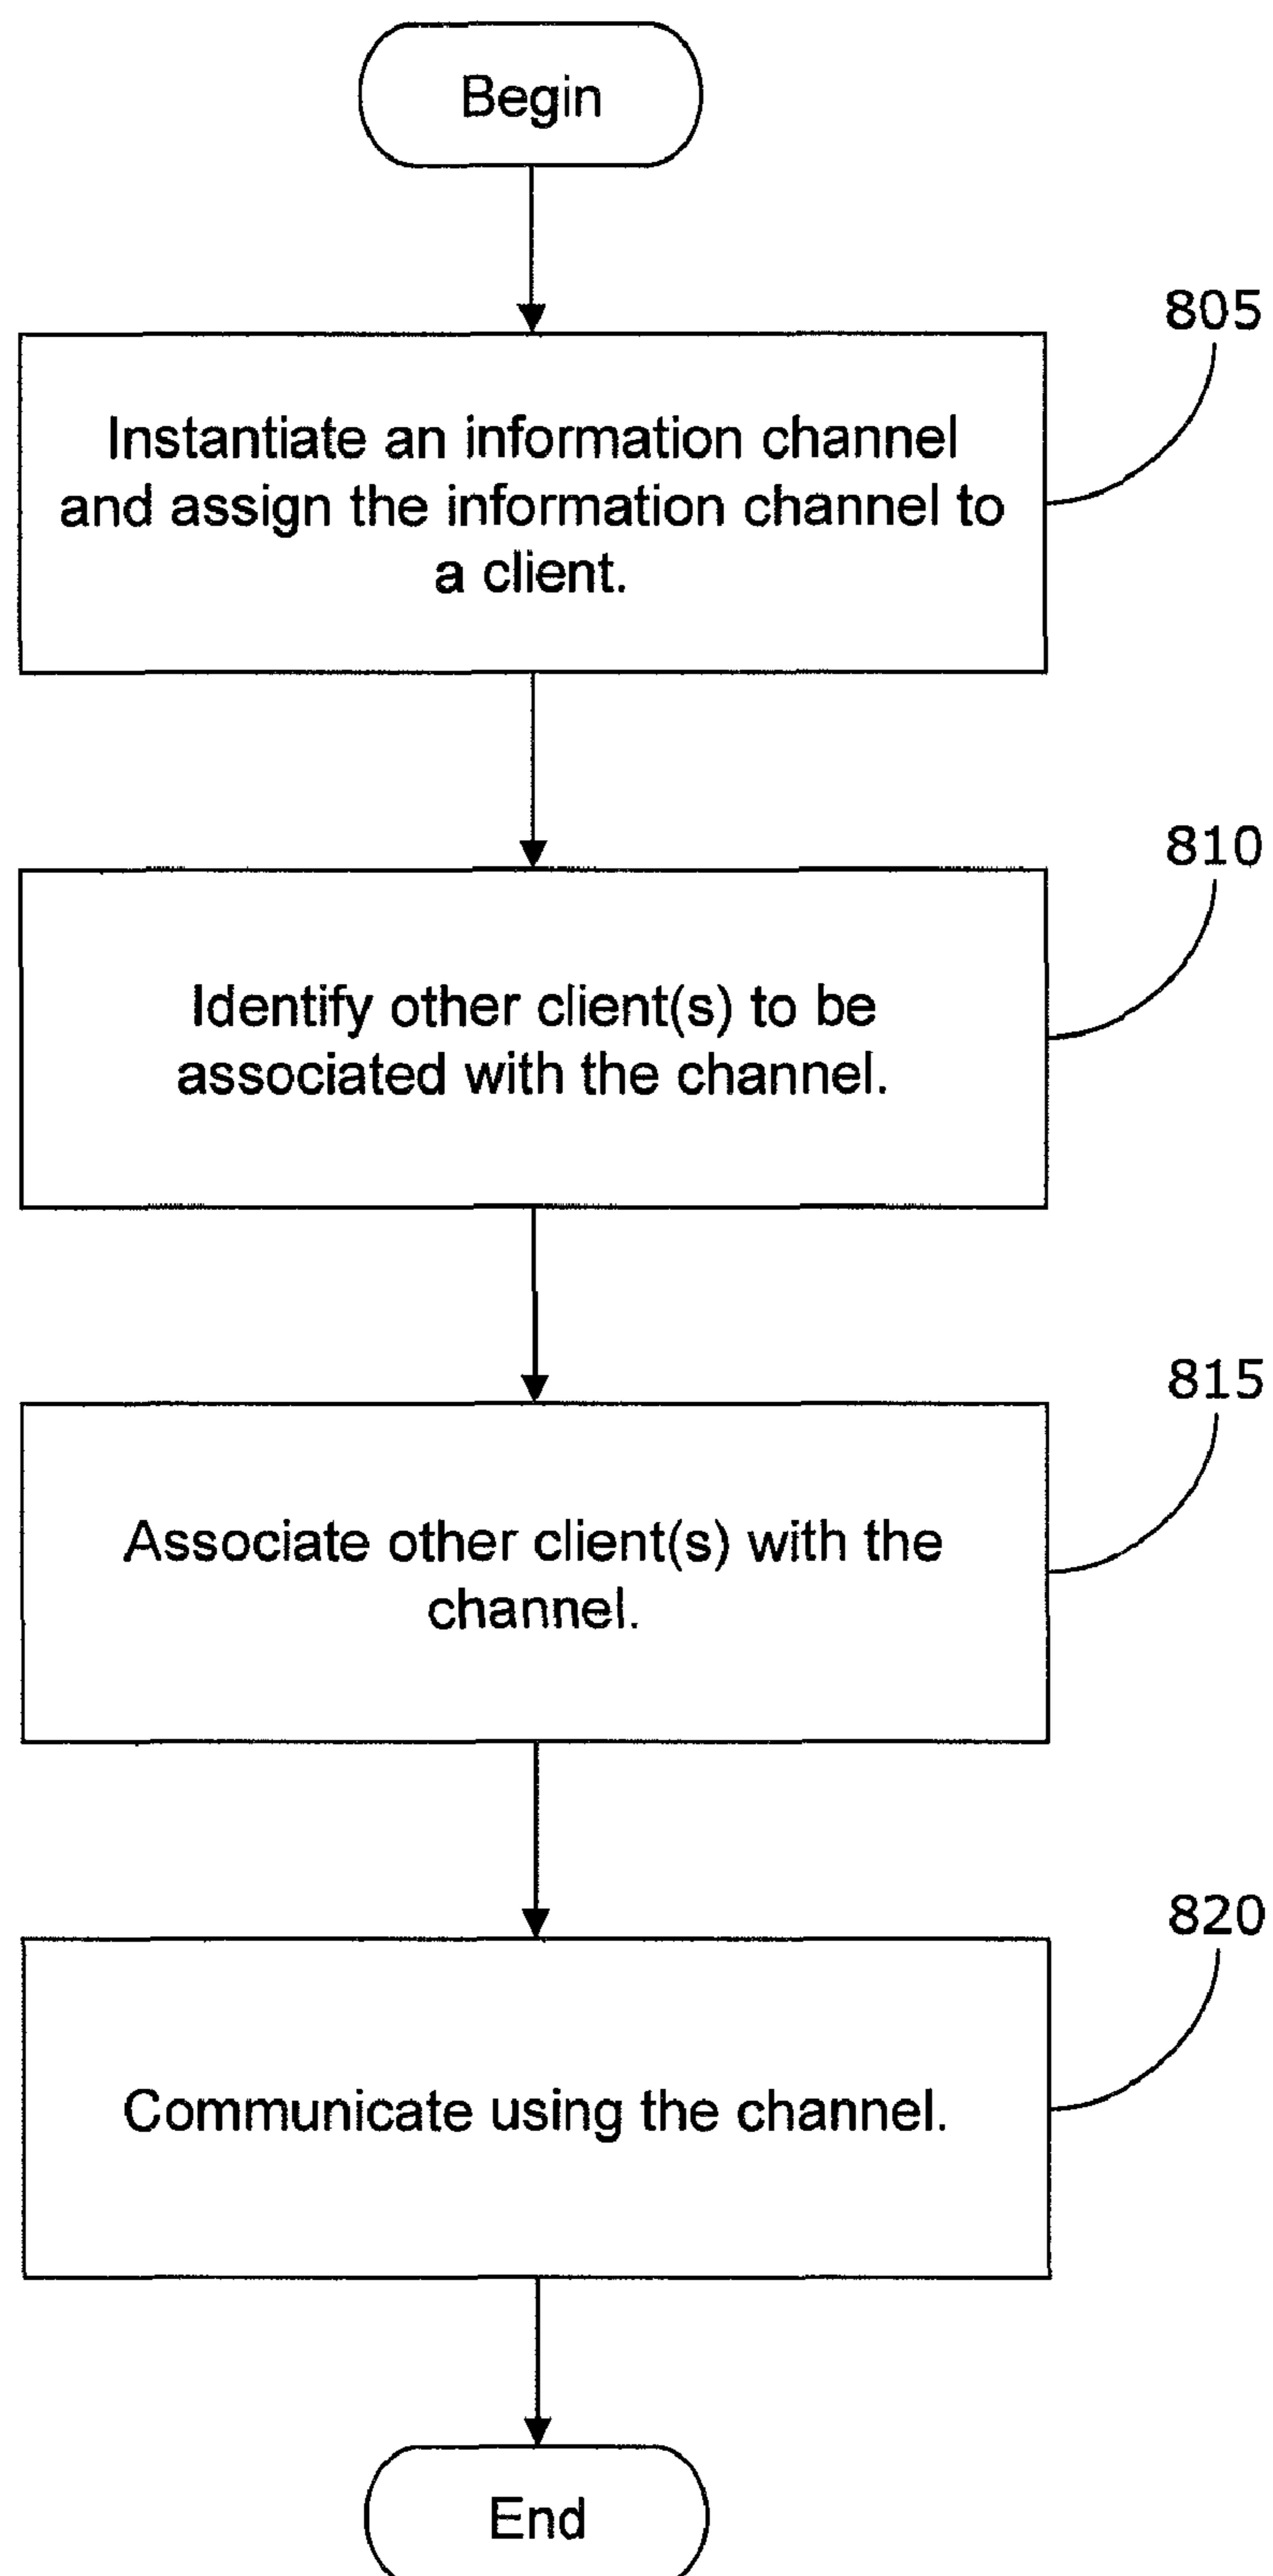 Begin
805
Instantiate an information channel
and assign the information channel to
a client.
810
Identify other client(s) to be
associated with the channel.
815
Associate other client(s) with the
channel.
820
Communicate using the channel.
End